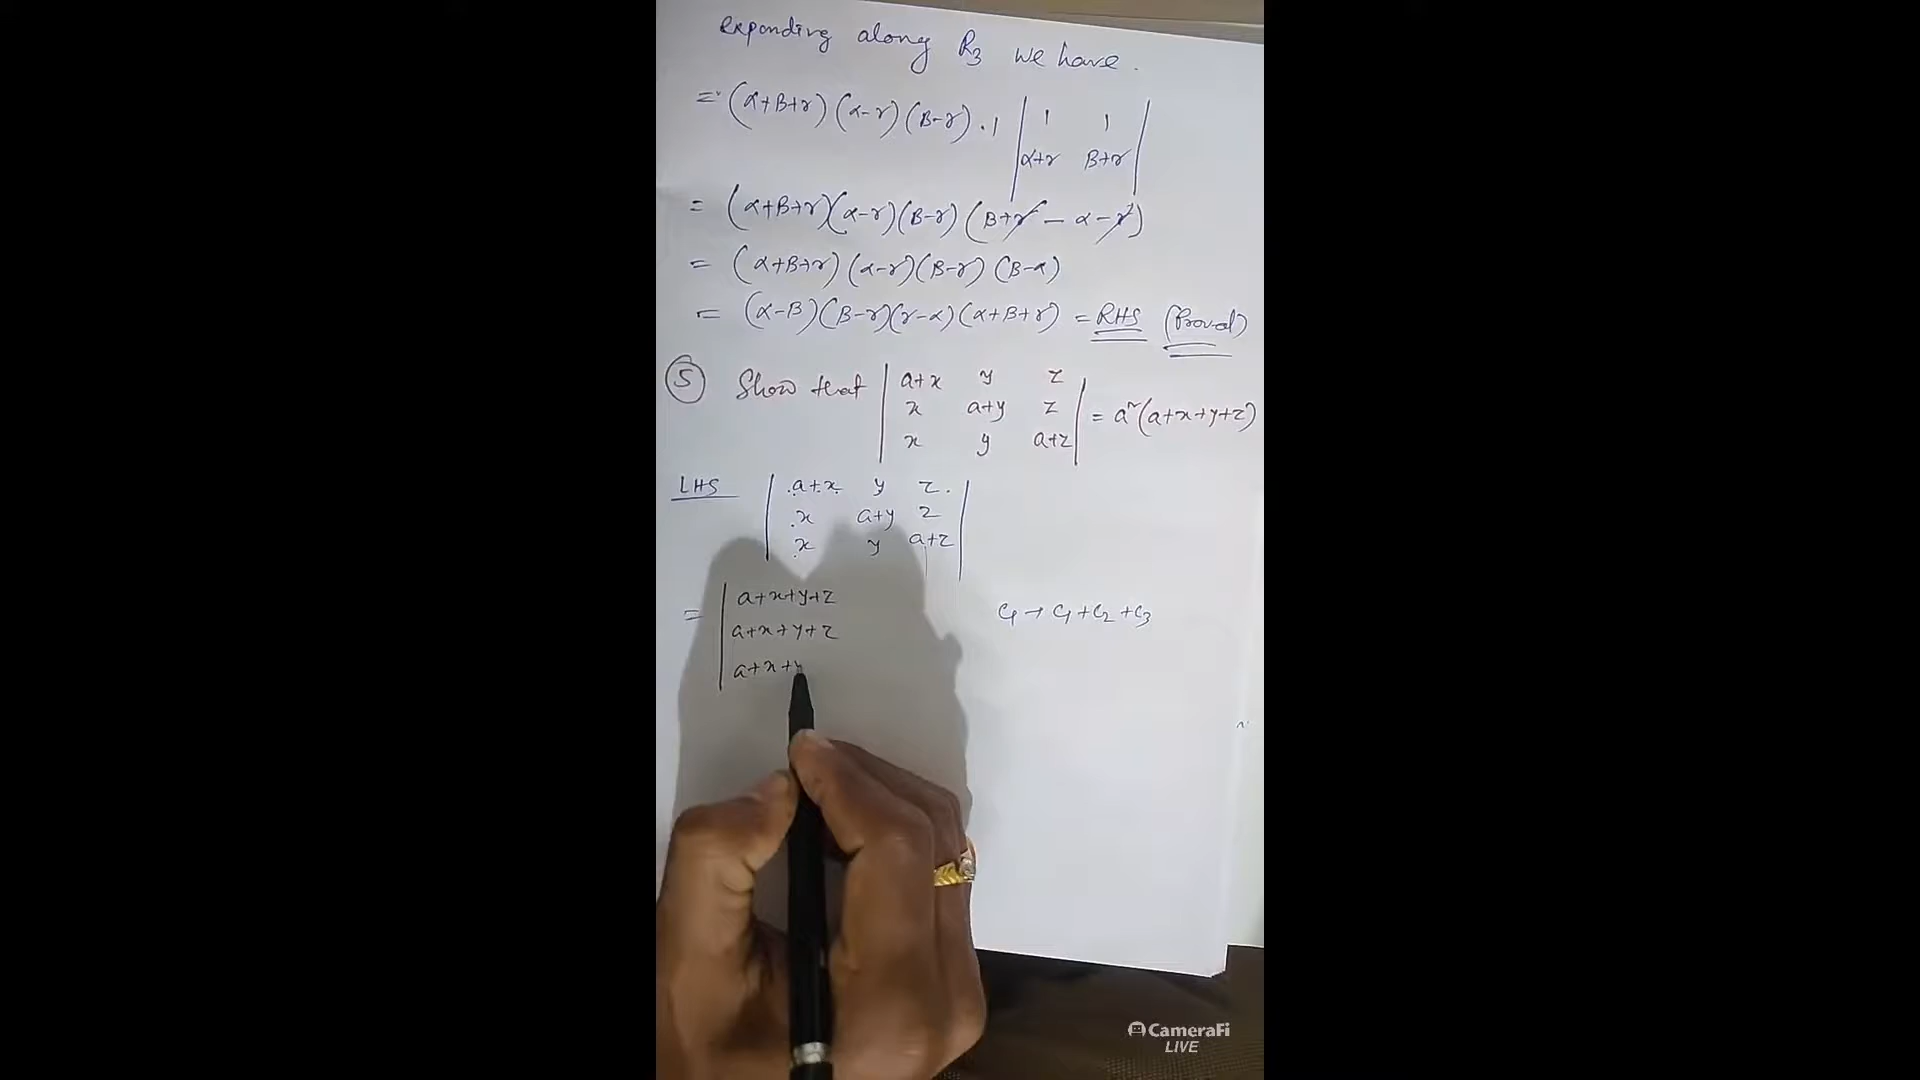 Expanding along R3 we have.
= (α+β+γ)(α-γ)(β-γ).1 | 1 1
α+γ β+γ |
= (α+β+γ)(α-γ)(β-γ)(β+γ - α-γ)
= (α+β+γ)(α-γ)(β-γ)(β-α)
= (α-β)(β-γ)(γ-α)(α+β+γ) = RHS (Proved)
5 Show that | a+x y z
x a+y z | = a²(a+x+y+z)
x y a+z
LHS | a+x y z
x a+y z
x y a+z |
= | a+x+y+z
a+x+y+z C1→C1+C2+C3
a+x+y
CameraFi
LIVE